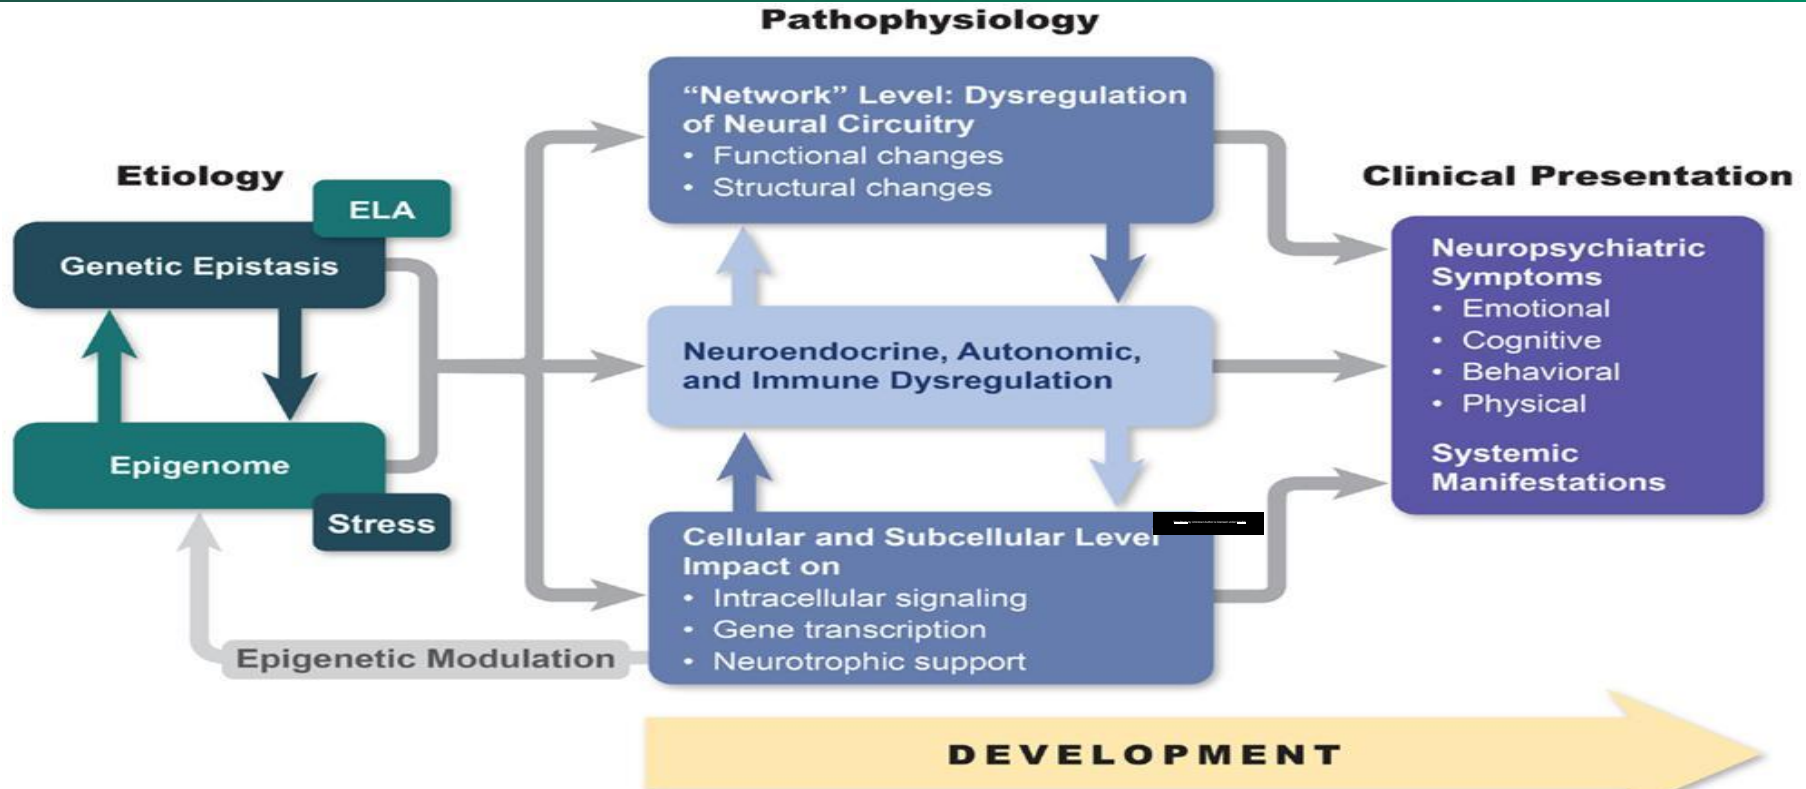 Pathophysiology
Etiology
ELA
Genetic Epistasis
Epigenome
Stress
Epigenetic Modulation
“Network” Level: Dysregulation
of Neural Circuitry
• Functional changes
• Structural changes
Neuroendocrine, Autonomic,
and Immune Dysregulation
Cellular and Subcellular Level
Impact on
• Intracellular signaling
• Gene transcription
• Neurotrophic support
Clinical Presentation
Neuropsychiatric
Symptoms
• Emotional
• Cognitive
• Behavioral
• Physical
Systemic
Manifestations
DEVELOPMENT